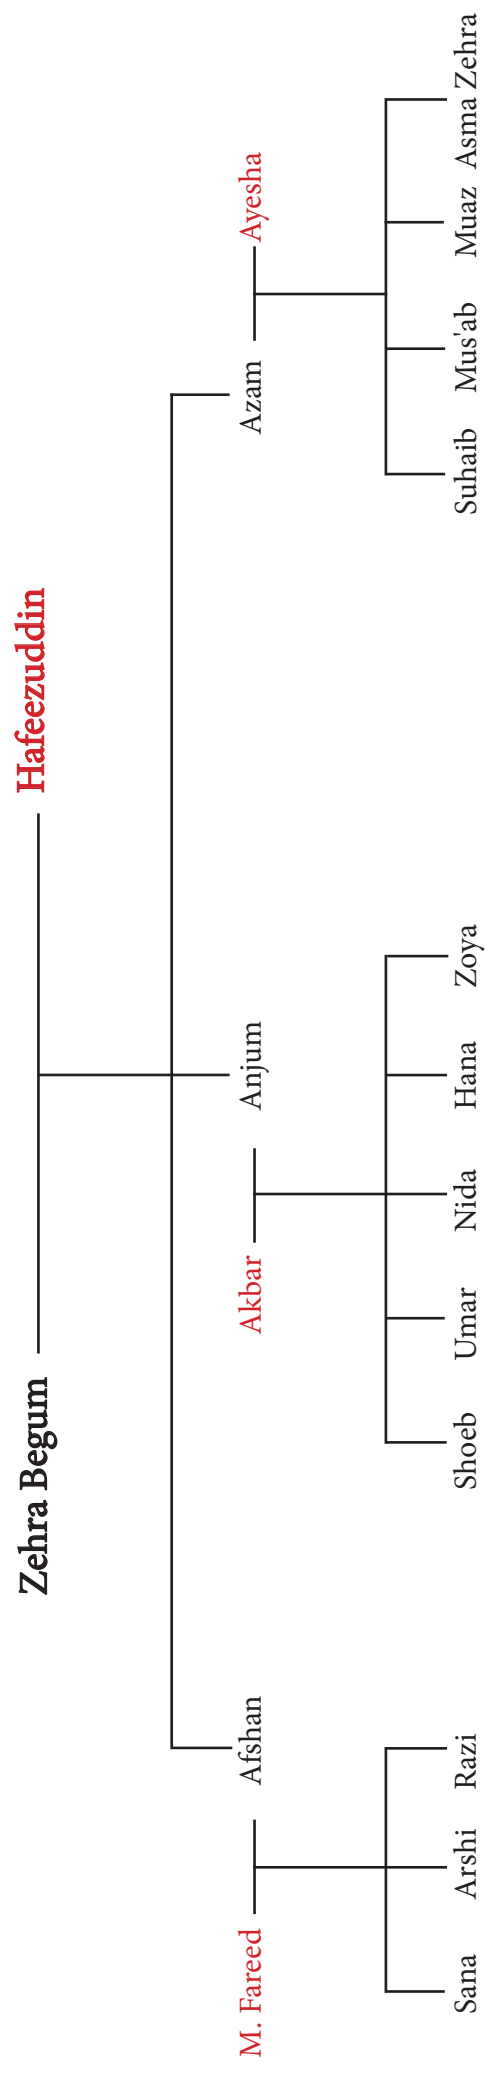 Zehra Begum Hafeezuddin
M. Fareed Afshan Akbar Anjum Azam Ayesha
Sana Arshi Razi Shoeb Umar Nida Hana Zoya Suhaib Mus'ab Muaz Asma Zehra